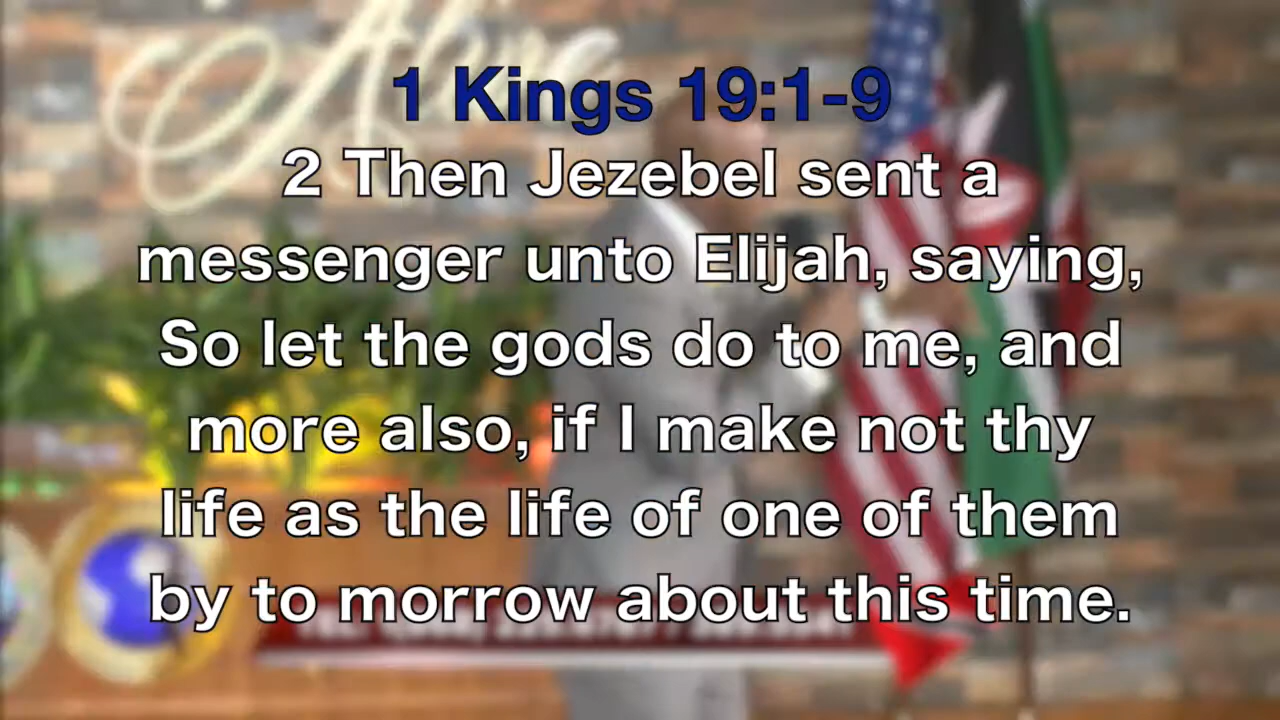 Alive
1 Kings 19:1-9
2 Then Jezebel sent a
messenger unto Elijah, saying,
So let the gods do to me, and
more also, if I make not thy
life as the life of one of them
by to morrow about this time.